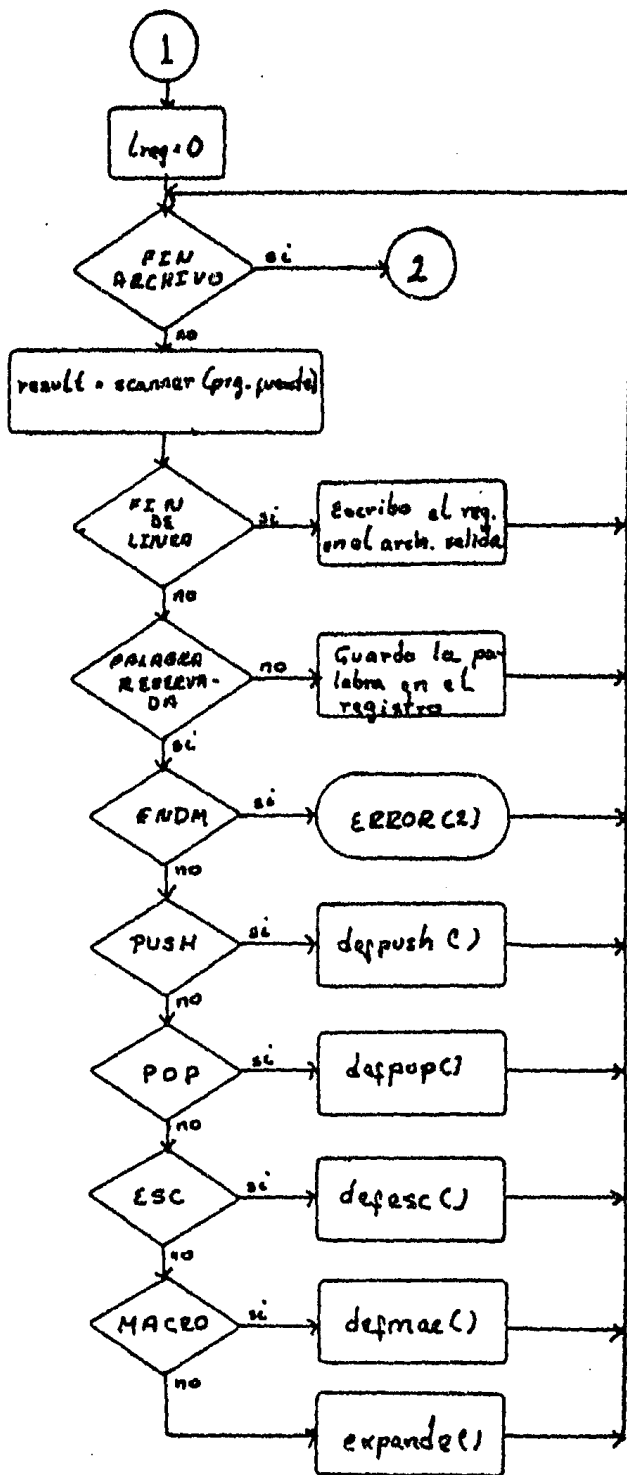 1
lreg=0
FIN
ARCHIVO
si
2
no
result = scanner (prg. fuente)
FIN
DE
LINEA
si
Escribo el reg.
en el arch. salida
no
PALABRA
RESERVA-
DA
no
Guardo la pa-
labra en el
registro
si
ENDM
si
ERROR(2)
no
PUSH
si
defpush ()
no
POP
si
defpop()
no
ESC
si
defesc ()
no
MACRO
si
defmac ()
no
expande ()